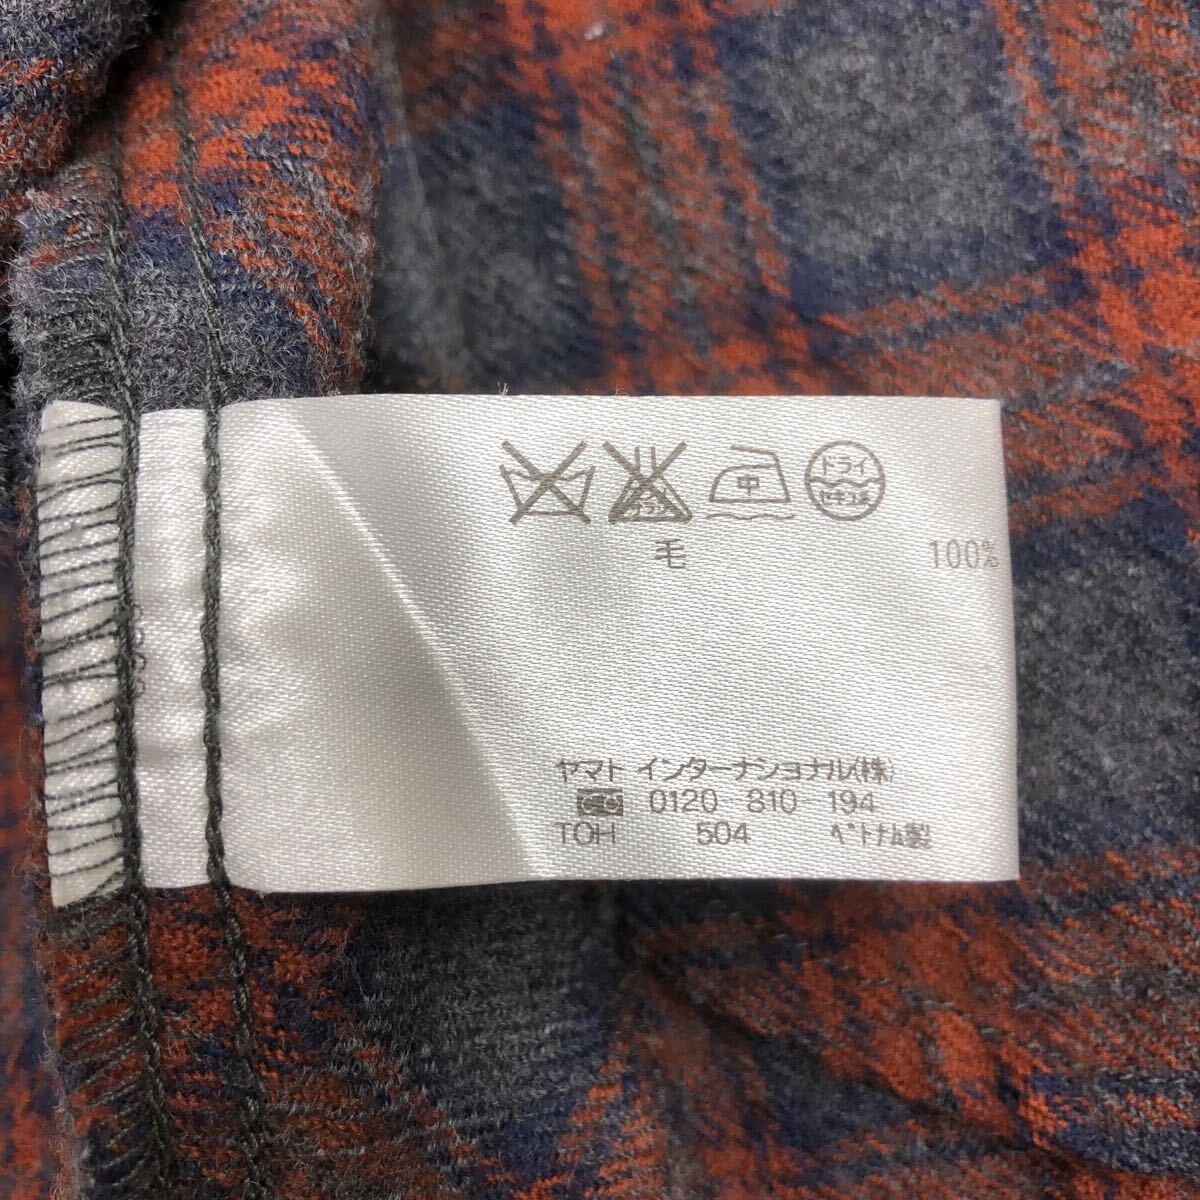 中 ドライ
セキユ系
毛 100%
ヤマト インターナショナル(株)
0120-810-194
TOH 504 ベトナム製